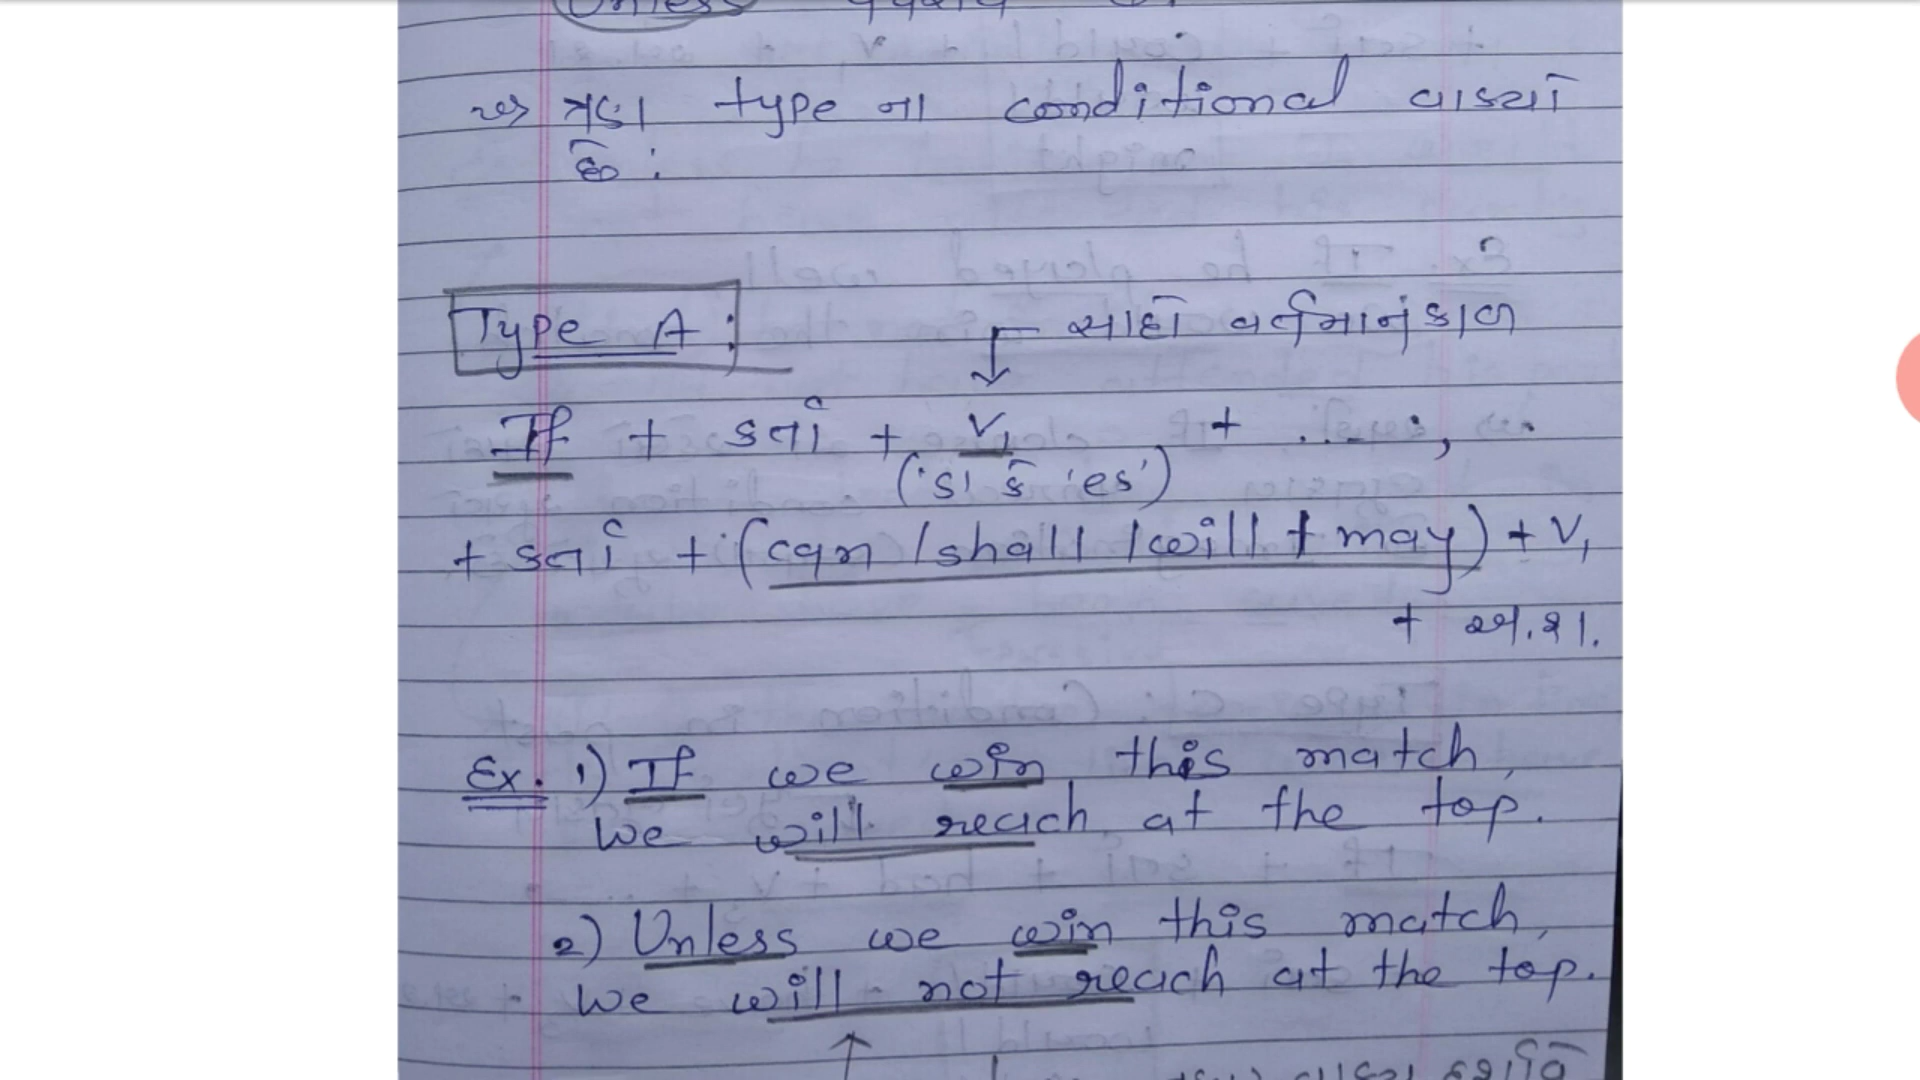 Unless
→ ત્રણ type ના conditional વાક્યો
છે :
Type A :
સાદો વર્તમાનકાળ
If + કર્તા + V₁ + ....... ,
('s' કે 'es')
+ કર્તા + (can / shall / will / may) + V₁
+ અ.શ.
Ex. 1) If we win this match,
We will reach at the top.
2) Unless we win this match,
We will not reach at the top.